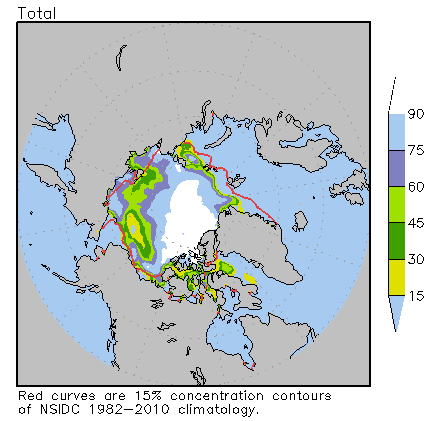 Total
90
75
60
45
30
15
Red curves are 15% concentration contours
of NSIDC 1982-2010 climatology.